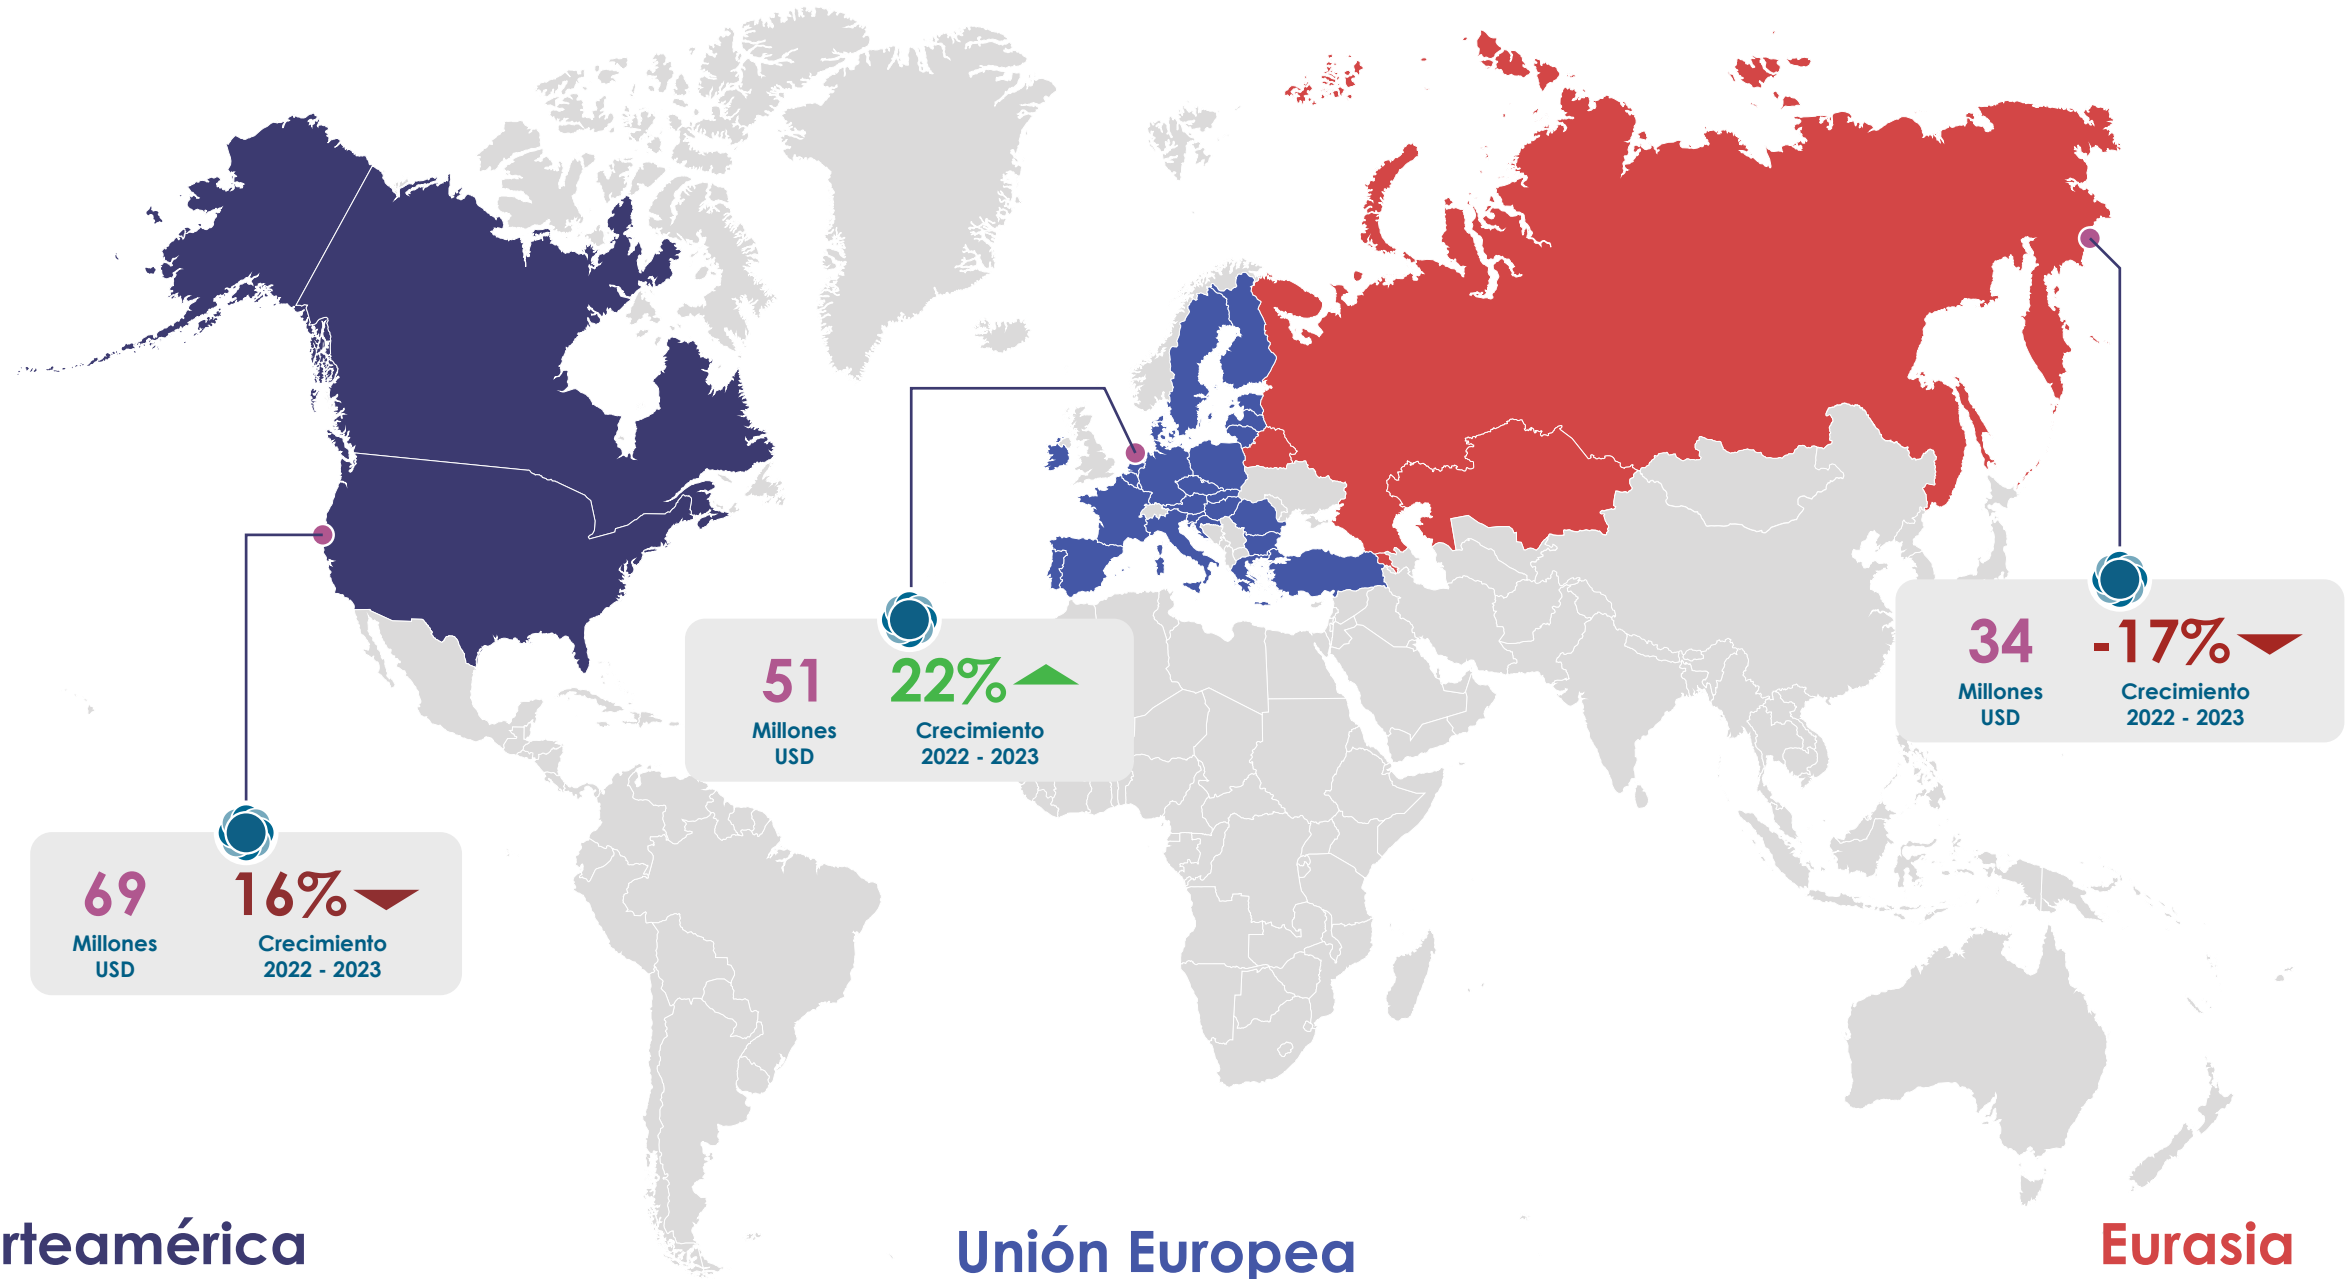 51 22%
Millones USD Crecimiento 2022 - 2023
34 -17%
Millones USD Crecimiento 2022 - 2023
69 16%
Millones USD Crecimiento 2022 - 2023
rteamérica
Unión Europea
Eurasia